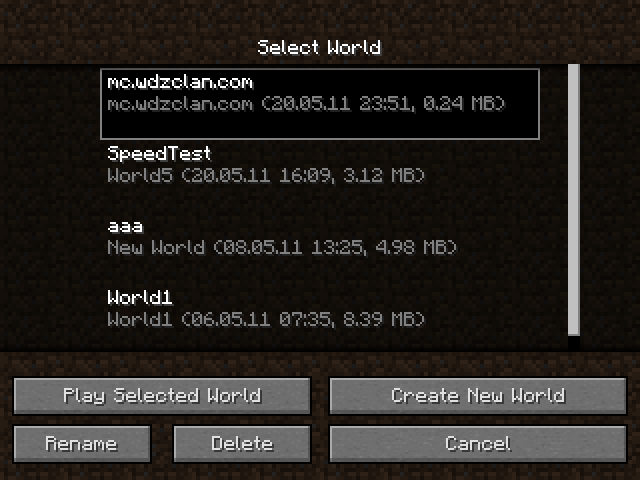 Select World
mc.wdzclan.com
mc.wdzclan.com (20.05.11 23:51, 0.24 MB)
SpeedTest
World5 (20.05.11 16:09, 3.12 MB)
aaa
New World (08.05.11 13:25, 4.98 MB)
World1
World1 (06.05.11 07:35, 8.39 MB)
Play Selected World
Create New World
Rename
Delete
Cancel